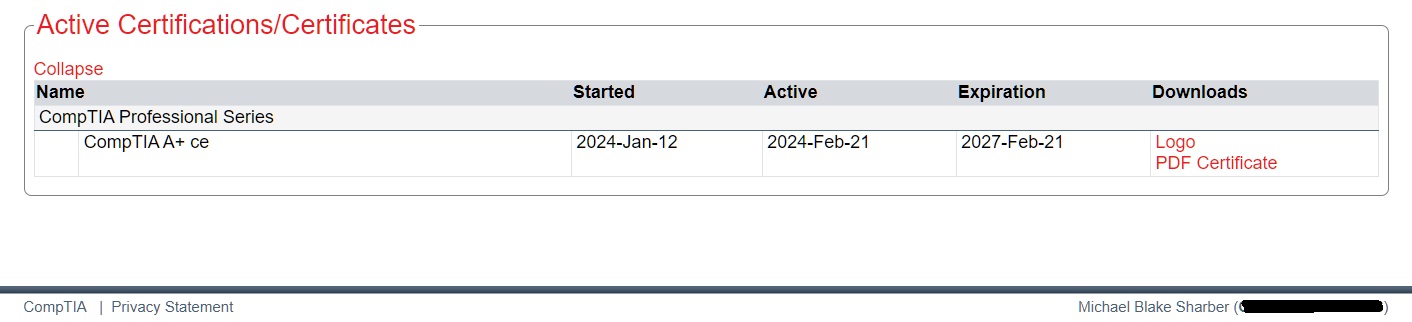 Active Certifications/Certificates
Collapse
Name Started Active Expiration Downloads
CompTIA Professional Series
CompTIA A+ ce 2024-Jan-12 2024-Feb-21 2027-Feb-21 Logo
PDF Certificate
CompTIA | Privacy Statement Michael Blake Sharber ( )